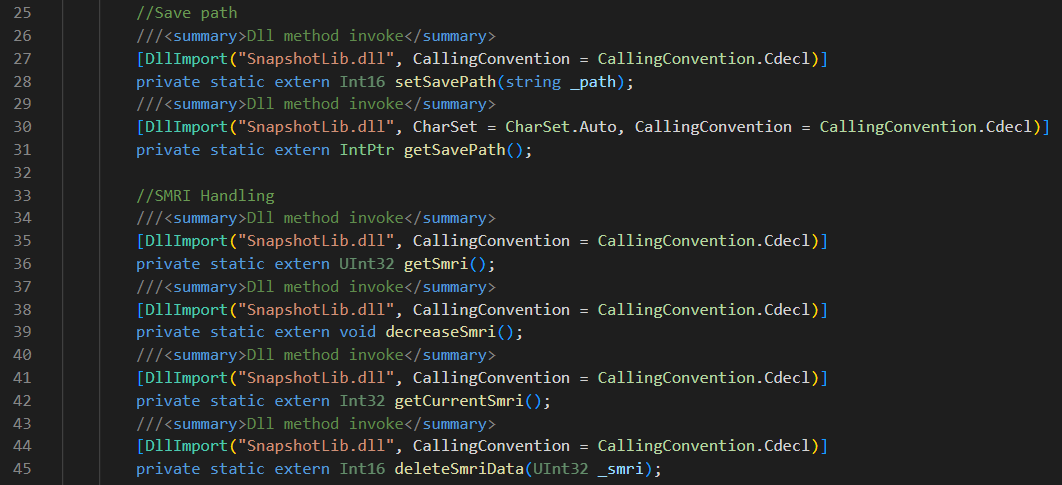 25 //Save path
26 ///<summary>Dll method invoke</summary>
27 [DllImport("SnapshotLib.dll", CallingConvention = CallingConvention.Cdecl)]
28 private static extern Int16 setSavePath(string _path);
29 ///<summary>Dll method invoke</summary>
30 [DllImport("SnapshotLib.dll", CharSet = CharSet.Auto, CallingConvention = CallingConvention.Cdecl)]
31 private static extern IntPtr getSavePath();
32
33 //SMRI Handling
34 ///<summary>Dll method invoke</summary>
35 [DllImport("SnapshotLib.dll", CallingConvention = CallingConvention.Cdecl)]
36 private static extern UInt32 getSmri();
37 ///<summary>Dll method invoke</summary>
38 [DllImport("SnapshotLib.dll", CallingConvention = CallingConvention.Cdecl)]
39 private static extern void decreaseSmri();
40 ///<summary>Dll method invoke</summary>
41 [DllImport("SnapshotLib.dll", CallingConvention = CallingConvention.Cdecl)]
42 private static extern Int32 getCurrentSmri();
43 ///<summary>Dll method invoke</summary>
44 [DllImport("SnapshotLib.dll", CallingConvention = CallingConvention.Cdecl)]
45 private static extern Int16 deleteSmriData(UInt32 _smri);